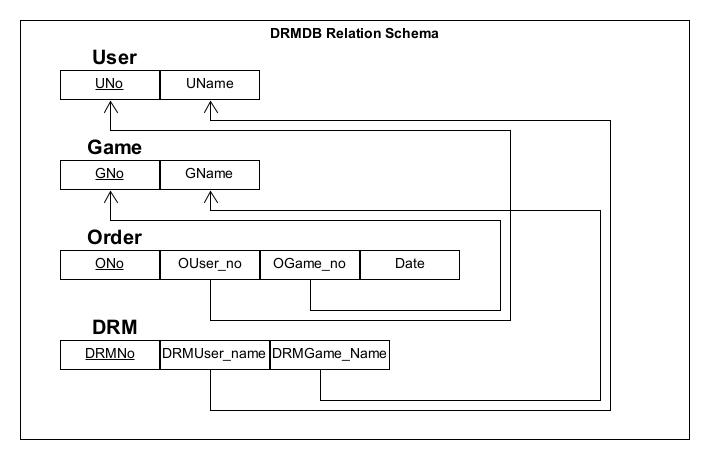 DRMDB Relation Schema
User
UNo UName
Game
GNo GName
Order
ONo OUser_no OGame_no Date
DRM
DRMNo DRMUser_name DRMGame_Name